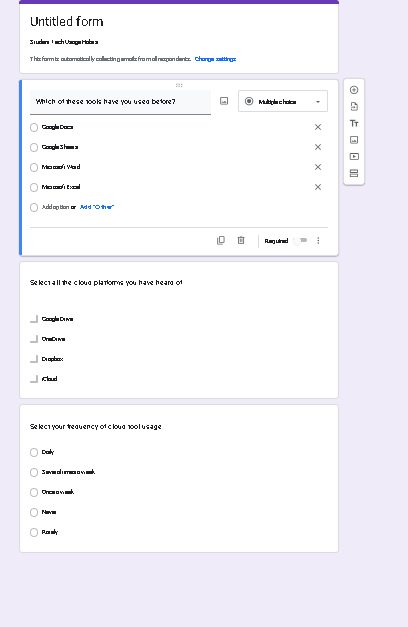 Untitled form
Student Tech Usage Notes
This form is automatically collecting emails from all respondents. Change settings
Which of these tools have you used before?
Multiple choice
Google Docs
Google Sheets
Microsoft Word
Microsoft Excel
Add option or Add "Other"
Required
Select all the cloud platforms you have heard of
Google Drive
OneDrive
Dropbox
iCloud
Select your frequency of cloud tool usage
Daily
Several times a week
Once a week
Never
Rarely